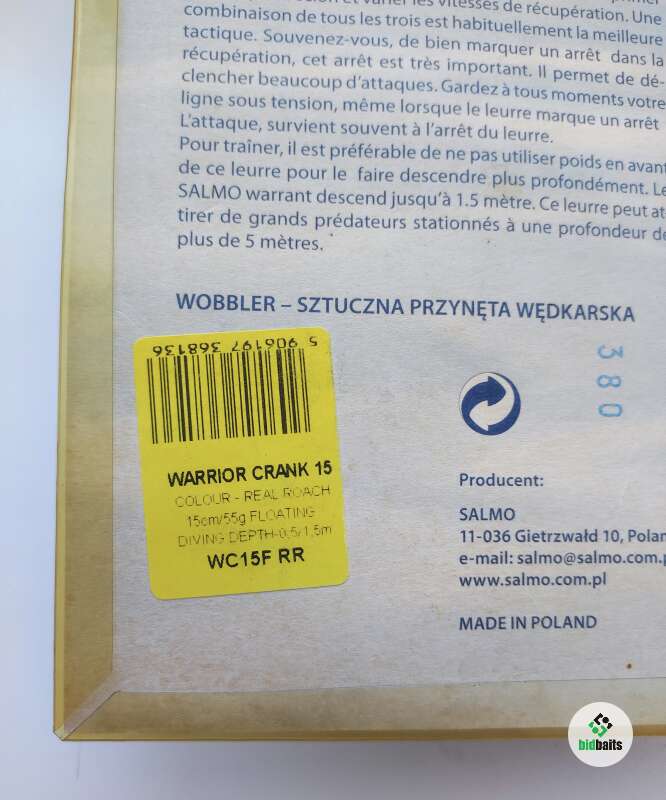 et varier les vitesses de récupération. Une
combinaison de tous les trois est habituellement la meilleure
tactique. Souvenez-vous, de bien marquer un arrêt dans la
récupération, cet arrêt est très important. Il permet de dé-
clencher beaucoup d'attaques. Gardez à tous moments votre
ligne sous tension, même lorsque le leurre marque un arrêt
L'attaque, survient souvent à l'arrêt du leurre.
Pour traîner, il est préférable de ne pas utiliser poids en avant
de ce leurre pour le faire descendre plus profondément. Le
SALMO warrant descend jusqu'à 1.5 mètre. Ce leurre peut at
tirer de grands prédateurs stationnés à une profondeur de
plus de 5 mètres.
WOBBLER – SZTUCZNA PRZYNĘTA WĘDKARSKA
5 906197 368136
WARRIOR CRANK 15
COLOUR - REAL ROACH
15cm/55g FLOATING
DIVING DEPTH-0,5/1,5m
WC15F RR
380
Producent:
SALMO
11-036 Gietrzwałd 10, Polan
e-mail: salmo@salmo.com.p
www.salmo.com.pl
MADE IN POLAND
bidbaits